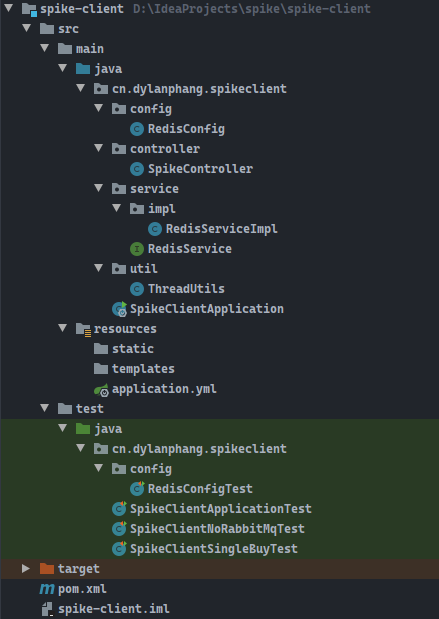 spike-client D:\IdeaProjects\spike\spike-client
src
main
java
cn.dylanphang.spikeclient
config
RedisConfig
controller
SpikeController
service
impl
RedisServiceImpl
RedisService
util
ThreadUtils
SpikeClientApplication
resources
static
templates
application.yml
test
java
cn.dylanphang.spikeclient
config
RedisConfigTest
SpikeClientApplicationTest
SpikeClientNoRabbitMqTest
SpikeClientSingleBuyTest
target
pom.xml
spike-client.iml